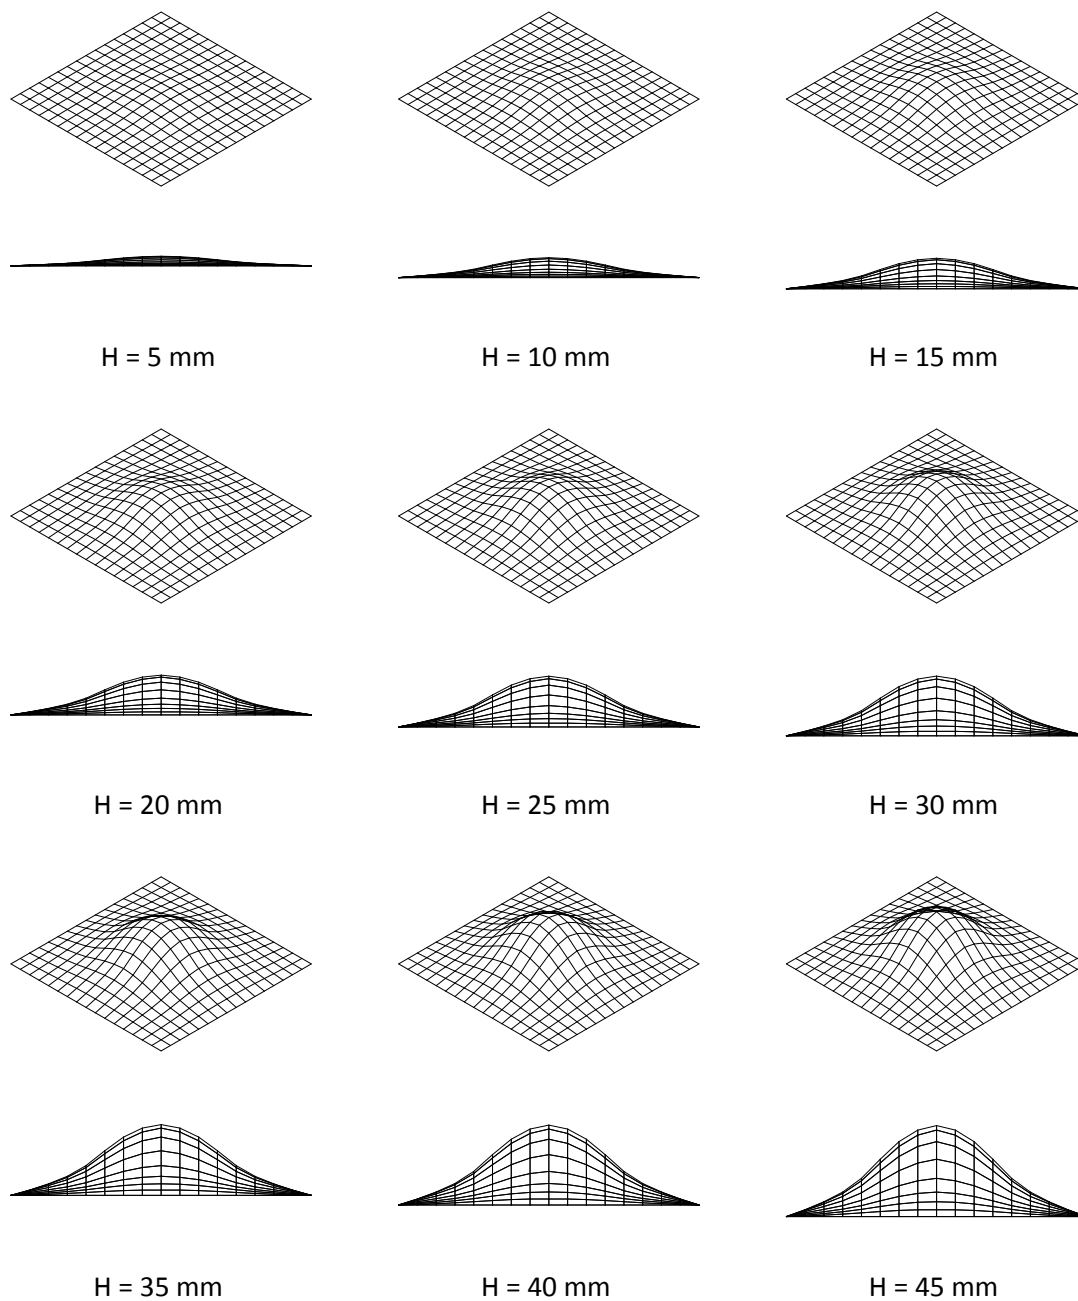 H = 5 mm
H = 10 mm
H = 15 mm
H = 20 mm
H = 25 mm
H = 30 mm
H = 35 mm
H = 40 mm
H = 45 mm